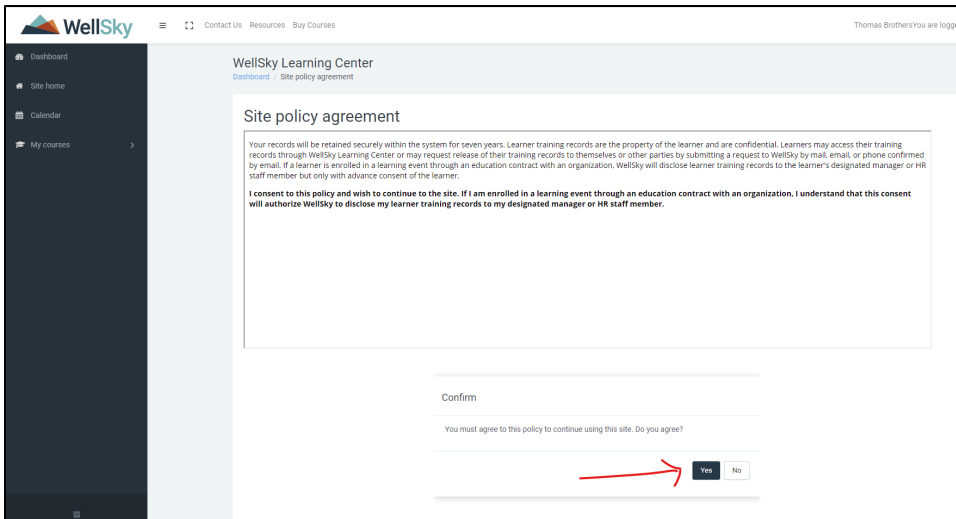 WellSky
Contact Us Resources Buy Courses
Thomas BrothersYou are logge
Dashboard
Site home
Calendar
My courses
WellSky Learning Center
Dashboard / Site policy agreement
Site policy agreement
Your records will be retained securely within the system for seven years. Learner training records are the property of the learner and are confidential. Learners may access their training
records through WellSky Learning Center or may request release of their training records to themselves or other parties by submitting a request to WellSky by mail, email, or phone confirmed
by email. If a learner is enrolled in a learning event through an education contract with an organization, WellSky will disclose learner training records to the learner's designated manager or HR
staff member but only with advance consent of the learner.
I consent to this policy and wish to continue to the site. If I am enrolled in a learning event through an education contract with an organization, I understand that this consent
will authorize WellSky to disclose my learner training records to my designated manager or HR staff member.
Confirm
You must agree to this policy to continue using this site. Do you agree?
Yes No